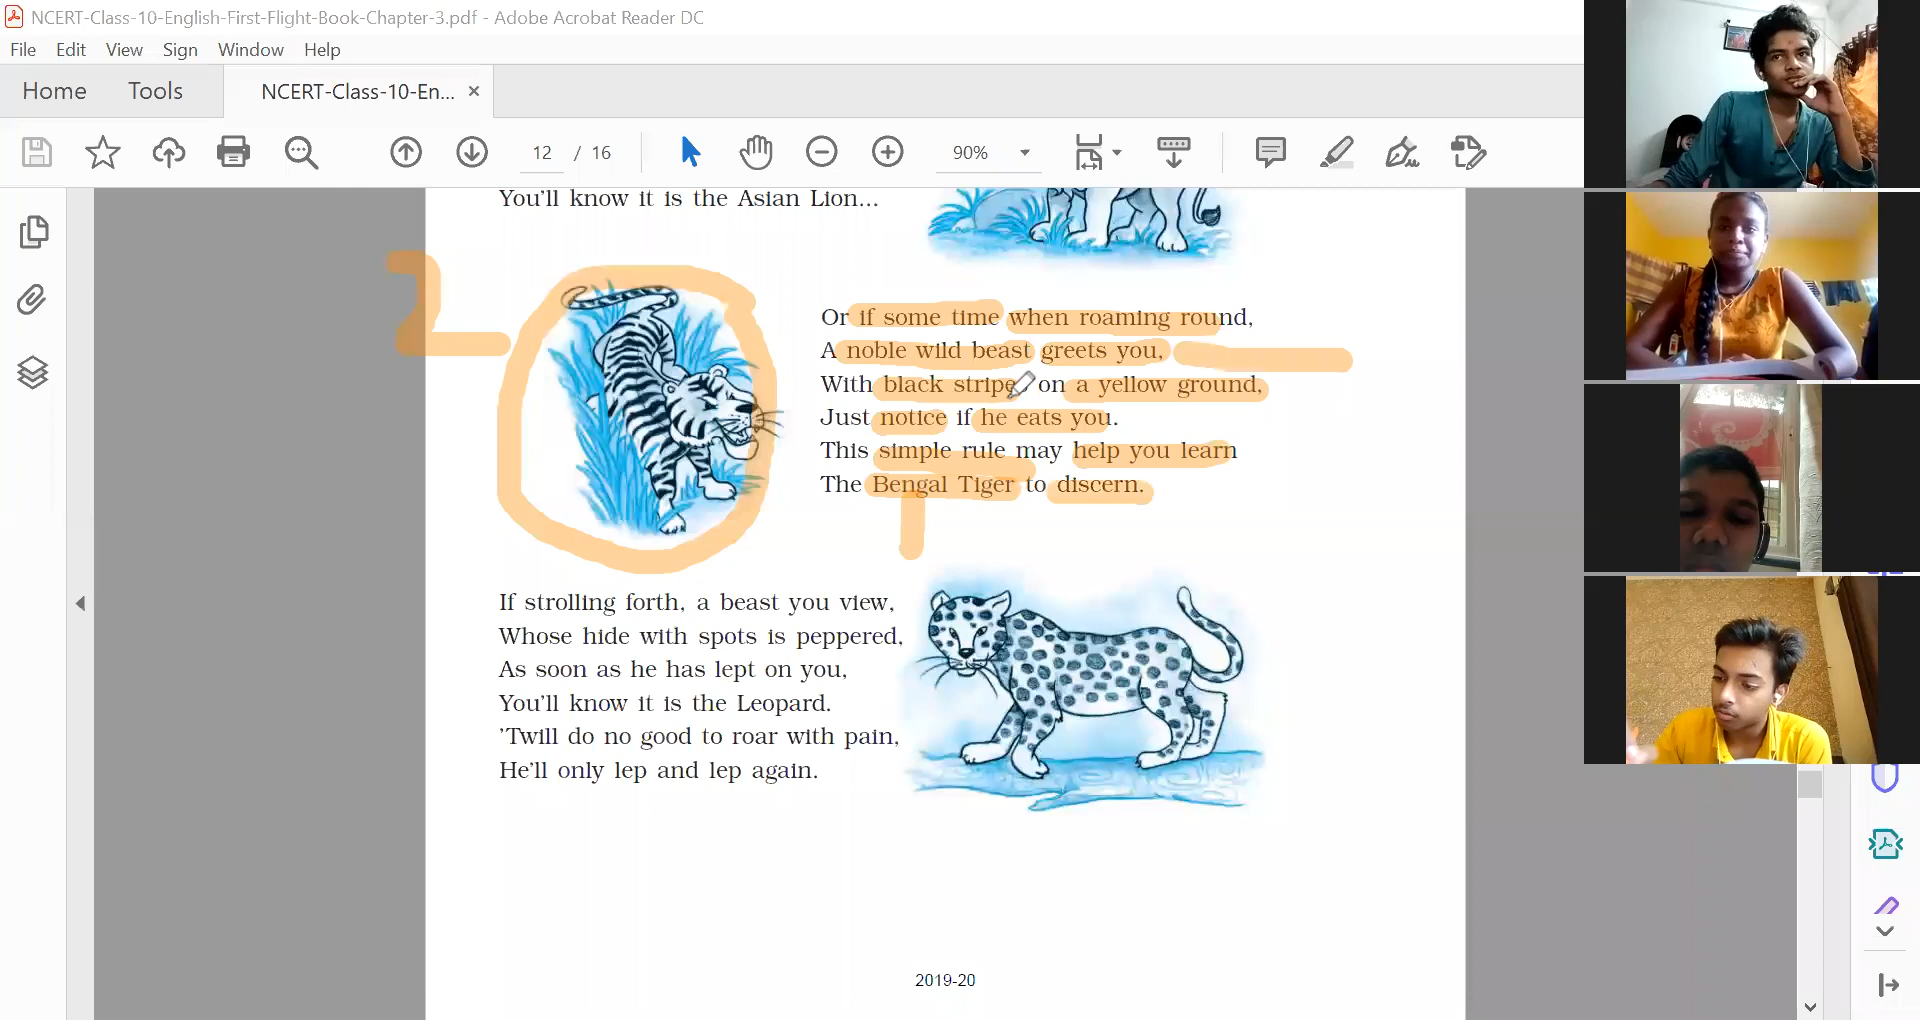 NCERT-Class-10-English-First-Flight-Book-Chapter-3.pdf - Adobe Acrobat Reader DC
File Edit View Sign Window Help
Home Tools NCERT-Class-10-En... ×
12 / 16 90%
You'll know it is the Asian Lion...
2
Or if some time when roaming round,
A noble wild beast greets you,
With black stripes on a yellow ground,
Just notice if he eats you.
This simple rule may help you learn
The Bengal Tiger to discern.
If strolling forth, a beast you view,
Whose hide with spots is peppered,
As soon as he has lept on you,
You'll know it is the Leopard.
'Twill do no good to roar with pain,
He'll only lep and lep again.
2019-20